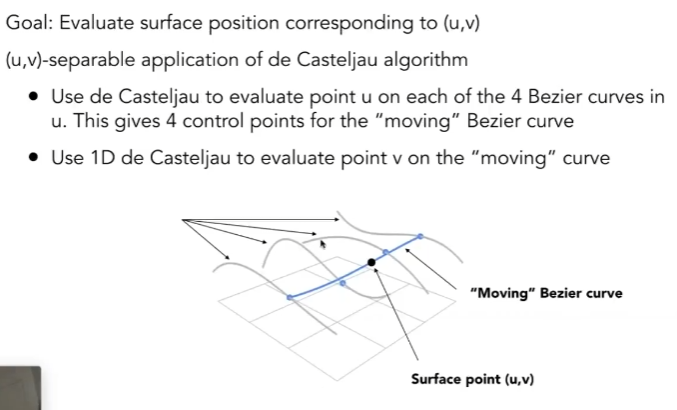 Goal: Evaluate surface position corresponding to (u,v)
(u,v)-separable application of de Casteljau algorithm
• Use de Casteljau to evaluate point u on each of the 4 Bezier curves in
u. This gives 4 control points for the “moving” Bezier curve
• Use 1D de Casteljau to evaluate point v on the “moving” curve
“Moving” Bezier curve
Surface point (u,v)